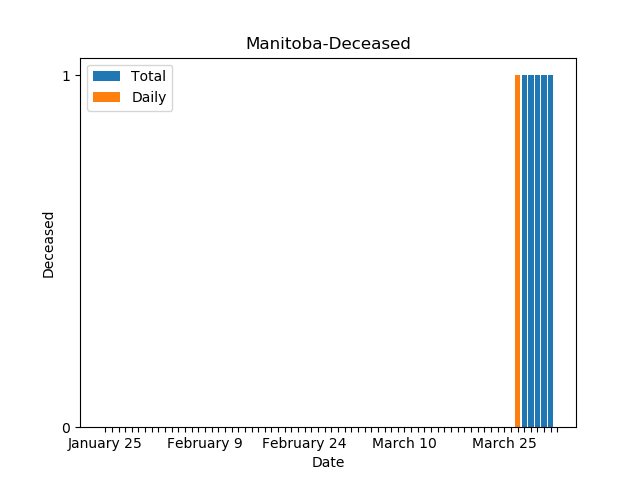 Manitoba-Deceased
Total
Daily
1
Deceased
0
January 25 February 9 February 24 March 10 March 25
Date